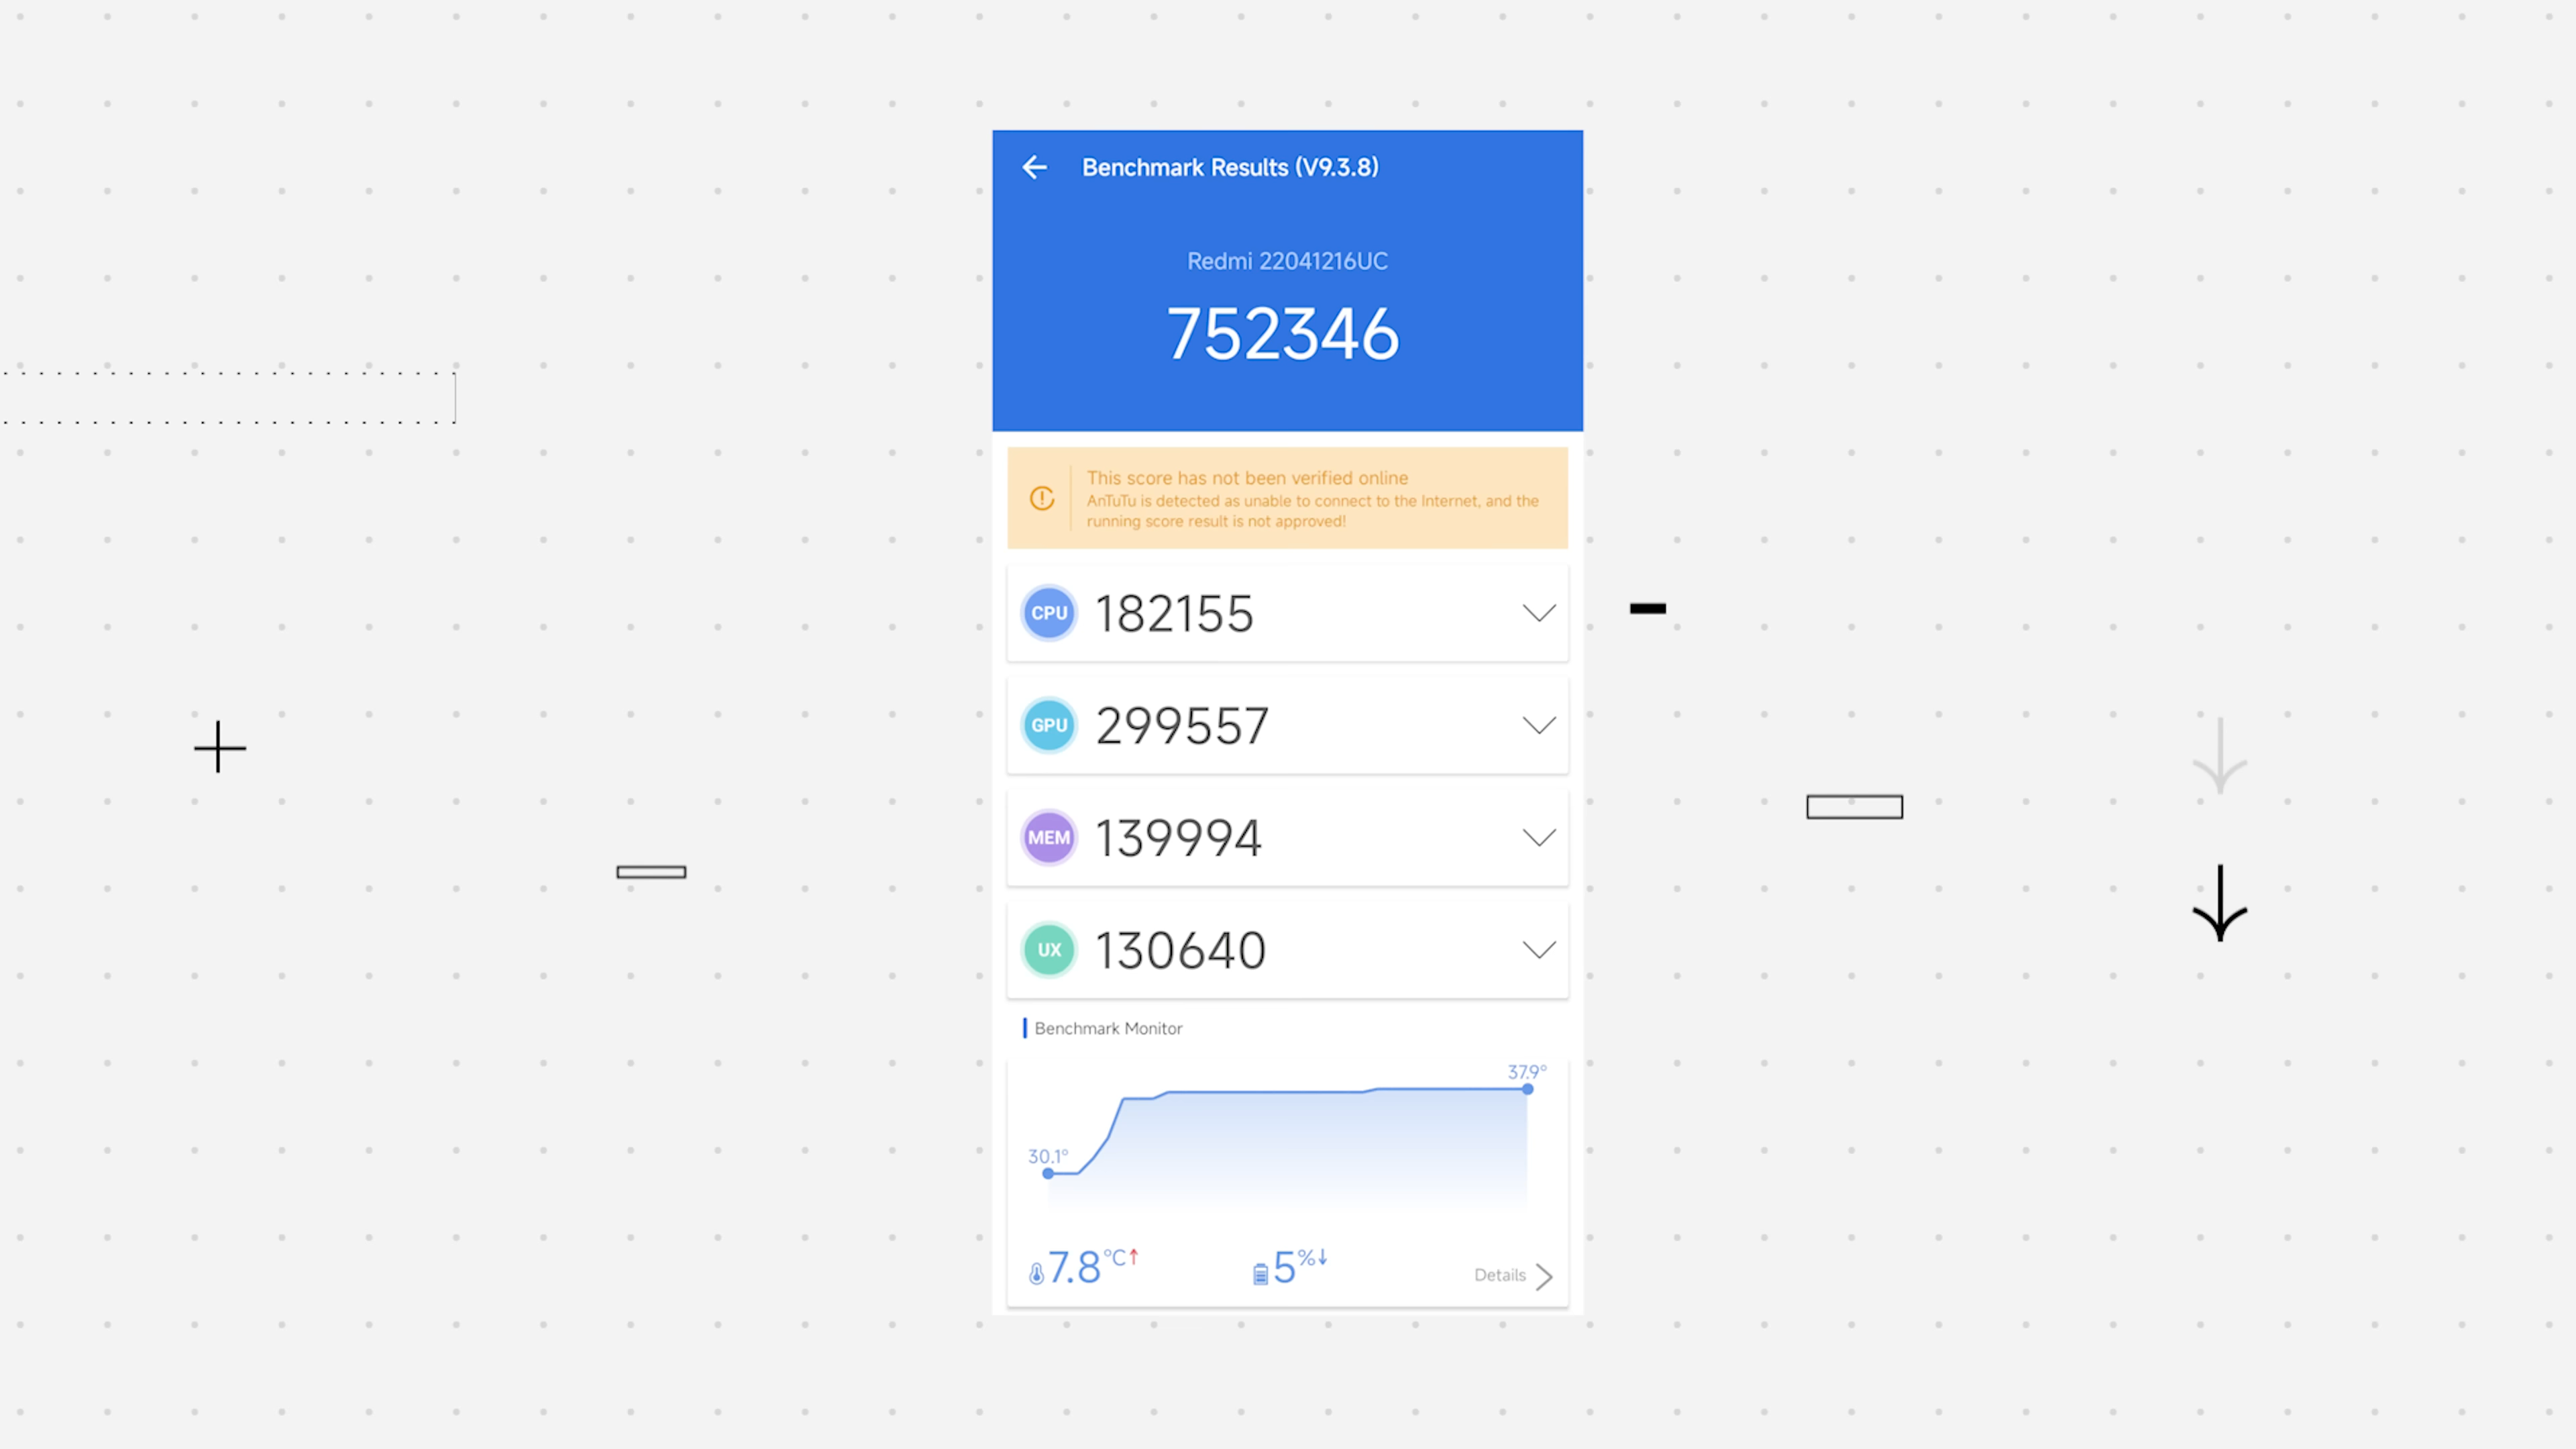 Benchmark Results (V9.3.8)
Redmi 22041216UC
752346
This score has not been verified online
AnTuTu is detected as unable to connect to the Internet, and the
running score result is not approved!
CPU 182155
GPU 299557
MEM 139994
UX 130640
Benchmark Monitor
37.9°
30.1°
7.8°C↑ 5%↓ Details